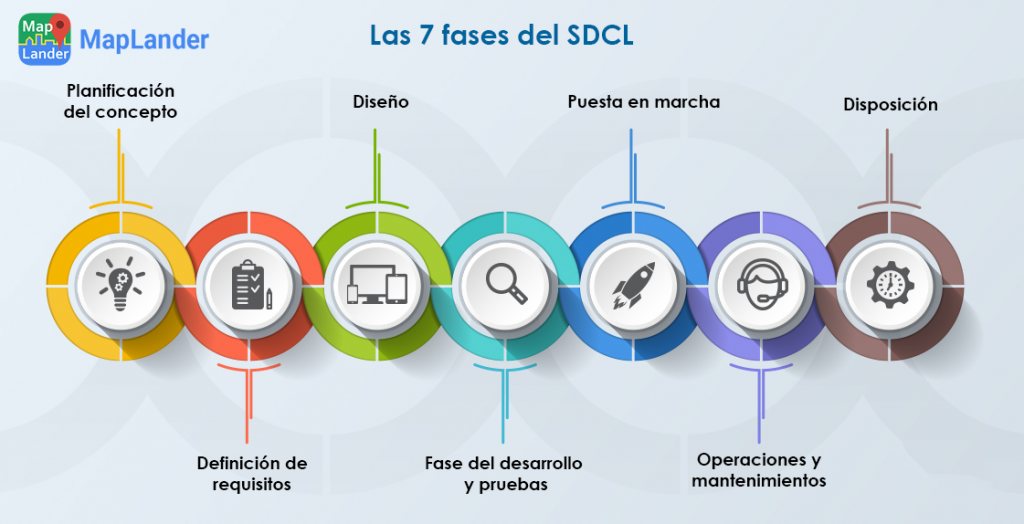 Map
Lander
MapLander
Las 7 fases del SDCL
Planificación
del concepto
Diseño
Puesta en marcha
Disposición
Definición de
requisitos
Fase del desarrollo
y pruebas
Operaciones y
mantenimientos